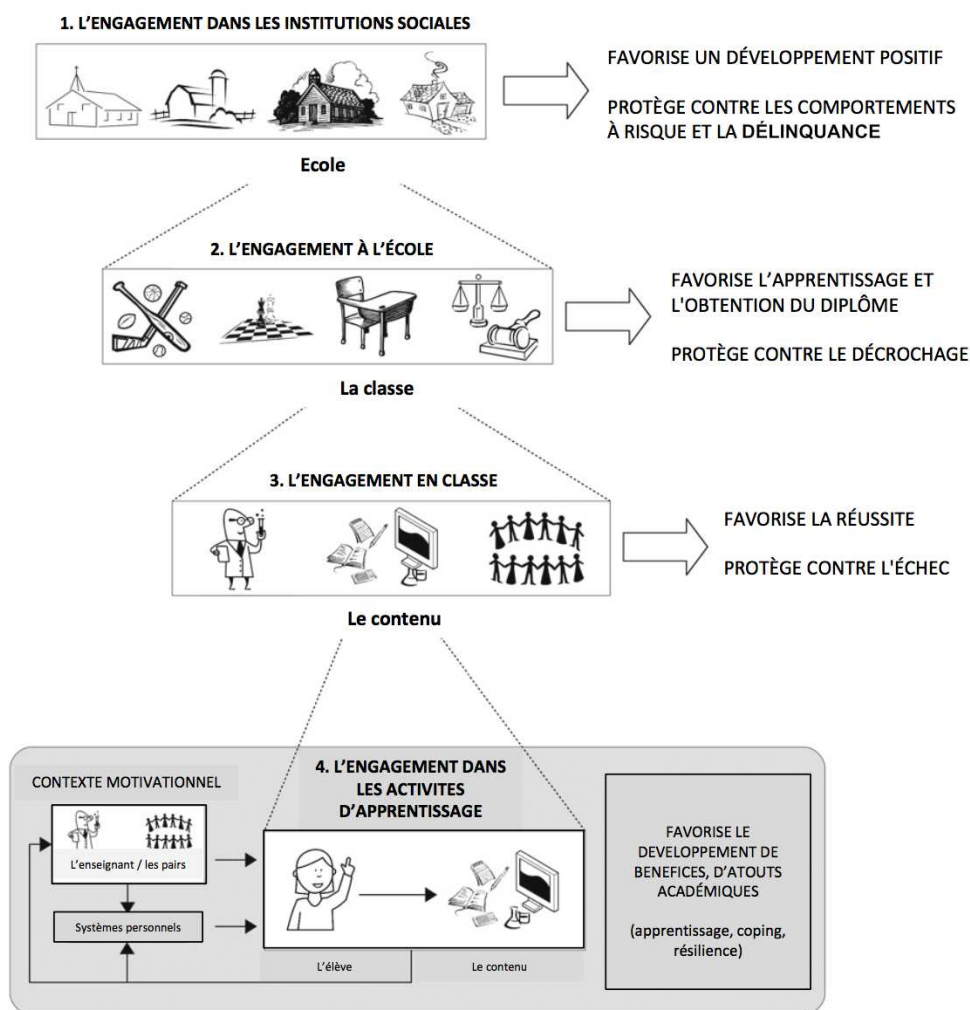 1. L'ENGAGEMENT DANS LES INSTITUTIONS SOCIALES
FAVORISE UN DÉVELOPPEMENT POSITIF
PROTÈGE CONTRE LES COMPORTEMENTS
À RISQUE ET LA DÉLINQUANCE
Ecole
2. L'ENGAGEMENT À L'ÉCOLE
FAVORISE L'APPRENTISSAGE ET
L'OBTENTION DU DIPLÔME
PROTÈGE CONTRE LE DÉCROCHAGE
La classe
3. L'ENGAGEMENT EN CLASSE
FAVORISE LA RÉUSSITE
PROTÈGE CONTRE L'ÉCHEC
Le contenu
CONTEXTE MOTIVATIONNEL
L'enseignant / les pairs
Systèmes personnels
4. L'ENGAGEMENT DANS
LES ACTIVITES
D'APPRENTISSAGE
L'élève
Le contenu
FAVORISE LE
DEVELOPPEMENT DE
BENEFICES, D'ATOUTS
ACADÉMIQUES
(apprentissage, coping,
résilience)